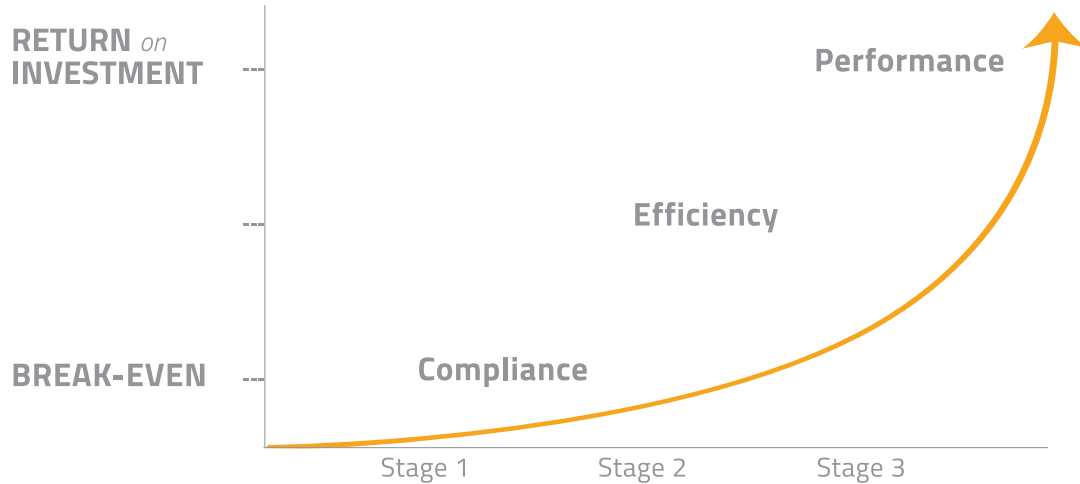 RETURN on
INVESTMENT
Performance
Efficiency
Compliance
BREAK-EVEN
Stage 1
Stage 2
Stage 3